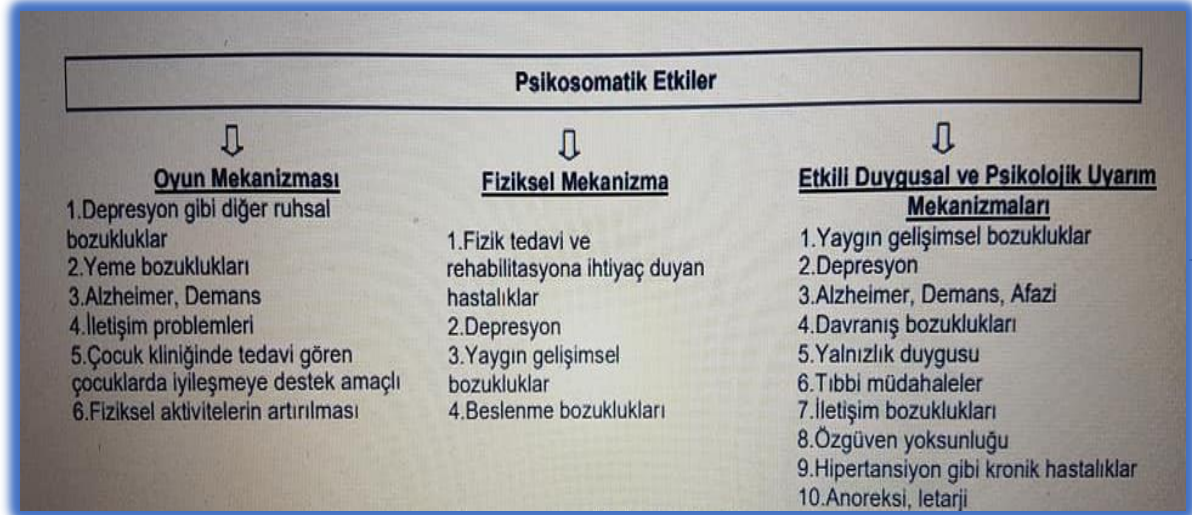 Psikosomatik Etkiler
Oyun Mekanizması
1.Depresyon gibi diğer ruhsal
bozukluklar
2.Yeme bozuklukları
3.Alzheimer, Demans
4.İletişim problemleri
5.Çocuk kliniğinde tedavi gören
çocuklarda iyileşmeye destek amaçlı
6.Fiziksel aktivitelerin artırılması
Fiziksel Mekanizma
1.Fizik tedavi ve
rehabilitasyona ihtiyaç duyan
hastalıklar
2.Depresyon
3.Yaygın gelişimsel
bozukluklar
4.Beslenme bozuklukları
Etkili Duygusal ve Psikolojik Uyarım
Mekanizmaları
1.Yaygın gelişimsel bozukluklar
2.Depresyon
3.Alzheimer, Demans, Afazi
4.Davranış bozuklukları
5.Yalnızlık duygusu
6.Tıbbi müdahaleler
7.İletişim bozuklukları
8.Özgüven yoksunluğu
9.Hipertansiyon gibi kronik hastalıklar
10.Anoreksi, letarji